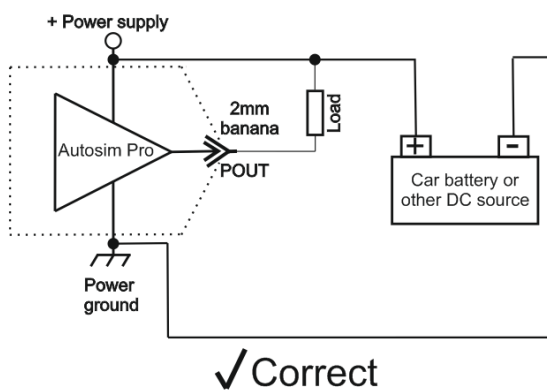 + Power supply
2mm
banana
Load
Autosim Pro
POUT
+
-
Car battery or
other DC source
Power
ground
✓ Correct